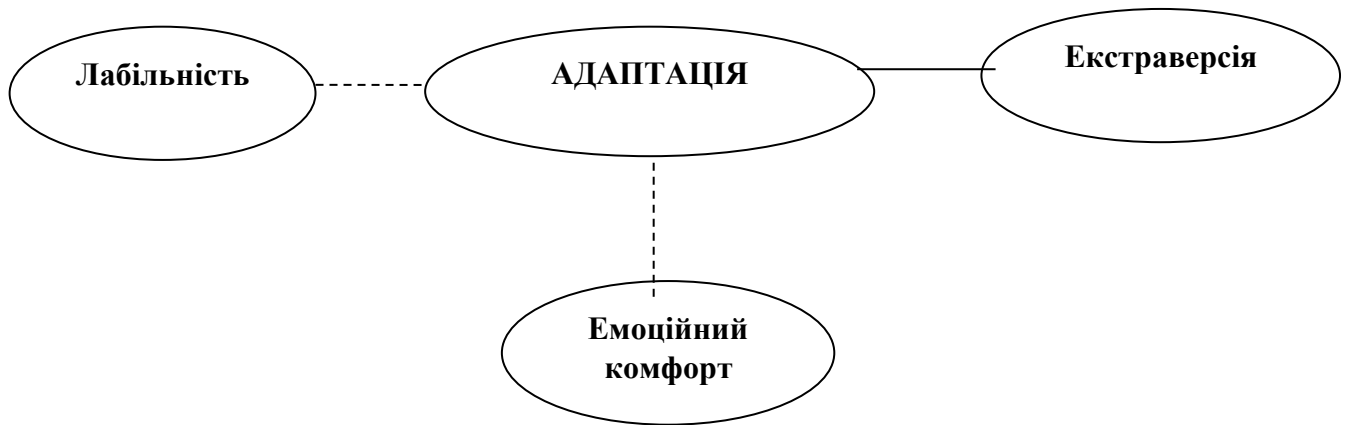 Лабільність
АДАПТАЦІЯ
Екстраверсія
Емоційний
комфорт